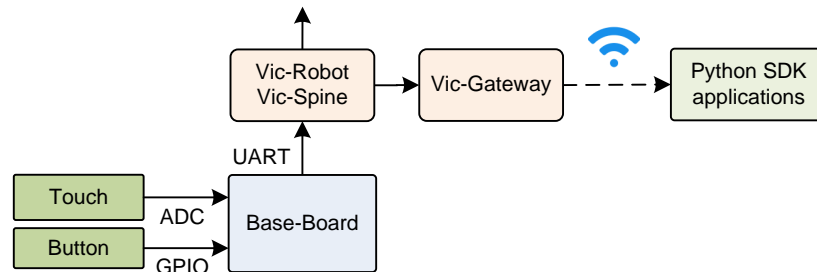 Vic-Robot
Vic-Spine
Vic-Gateway
Python SDK
applications
UART
Touch
ADC
Base-Board
Button
GPIO